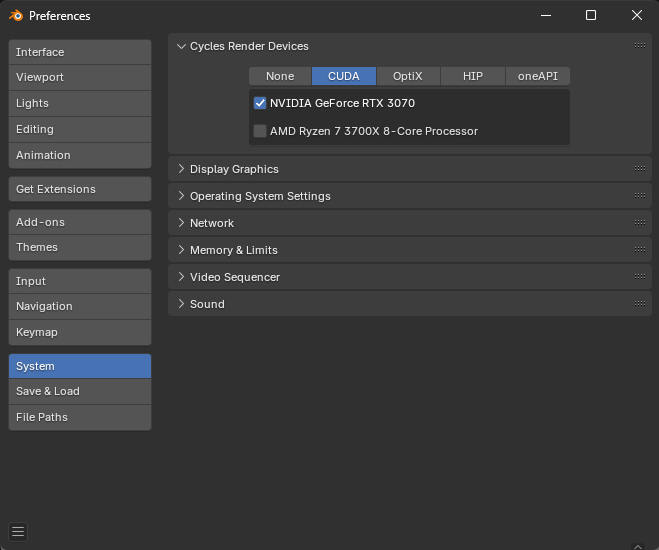 Preferences
Interface
Viewport
Lights
Editing
Animation
Get Extensions
Add-ons
Themes
Input
Navigation
Keymap
System
Save & Load
File Paths
Cycles Render Devices
None CUDA OptiX HIP oneAPI
NVIDIA GeForce RTX 3070
AMD Ryzen 7 3700X 8-Core Processor
Display Graphics
Operating System Settings
Network
Memory & Limits
Video Sequencer
Sound